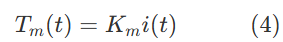 T_m(t) = K_m i(t) (4)